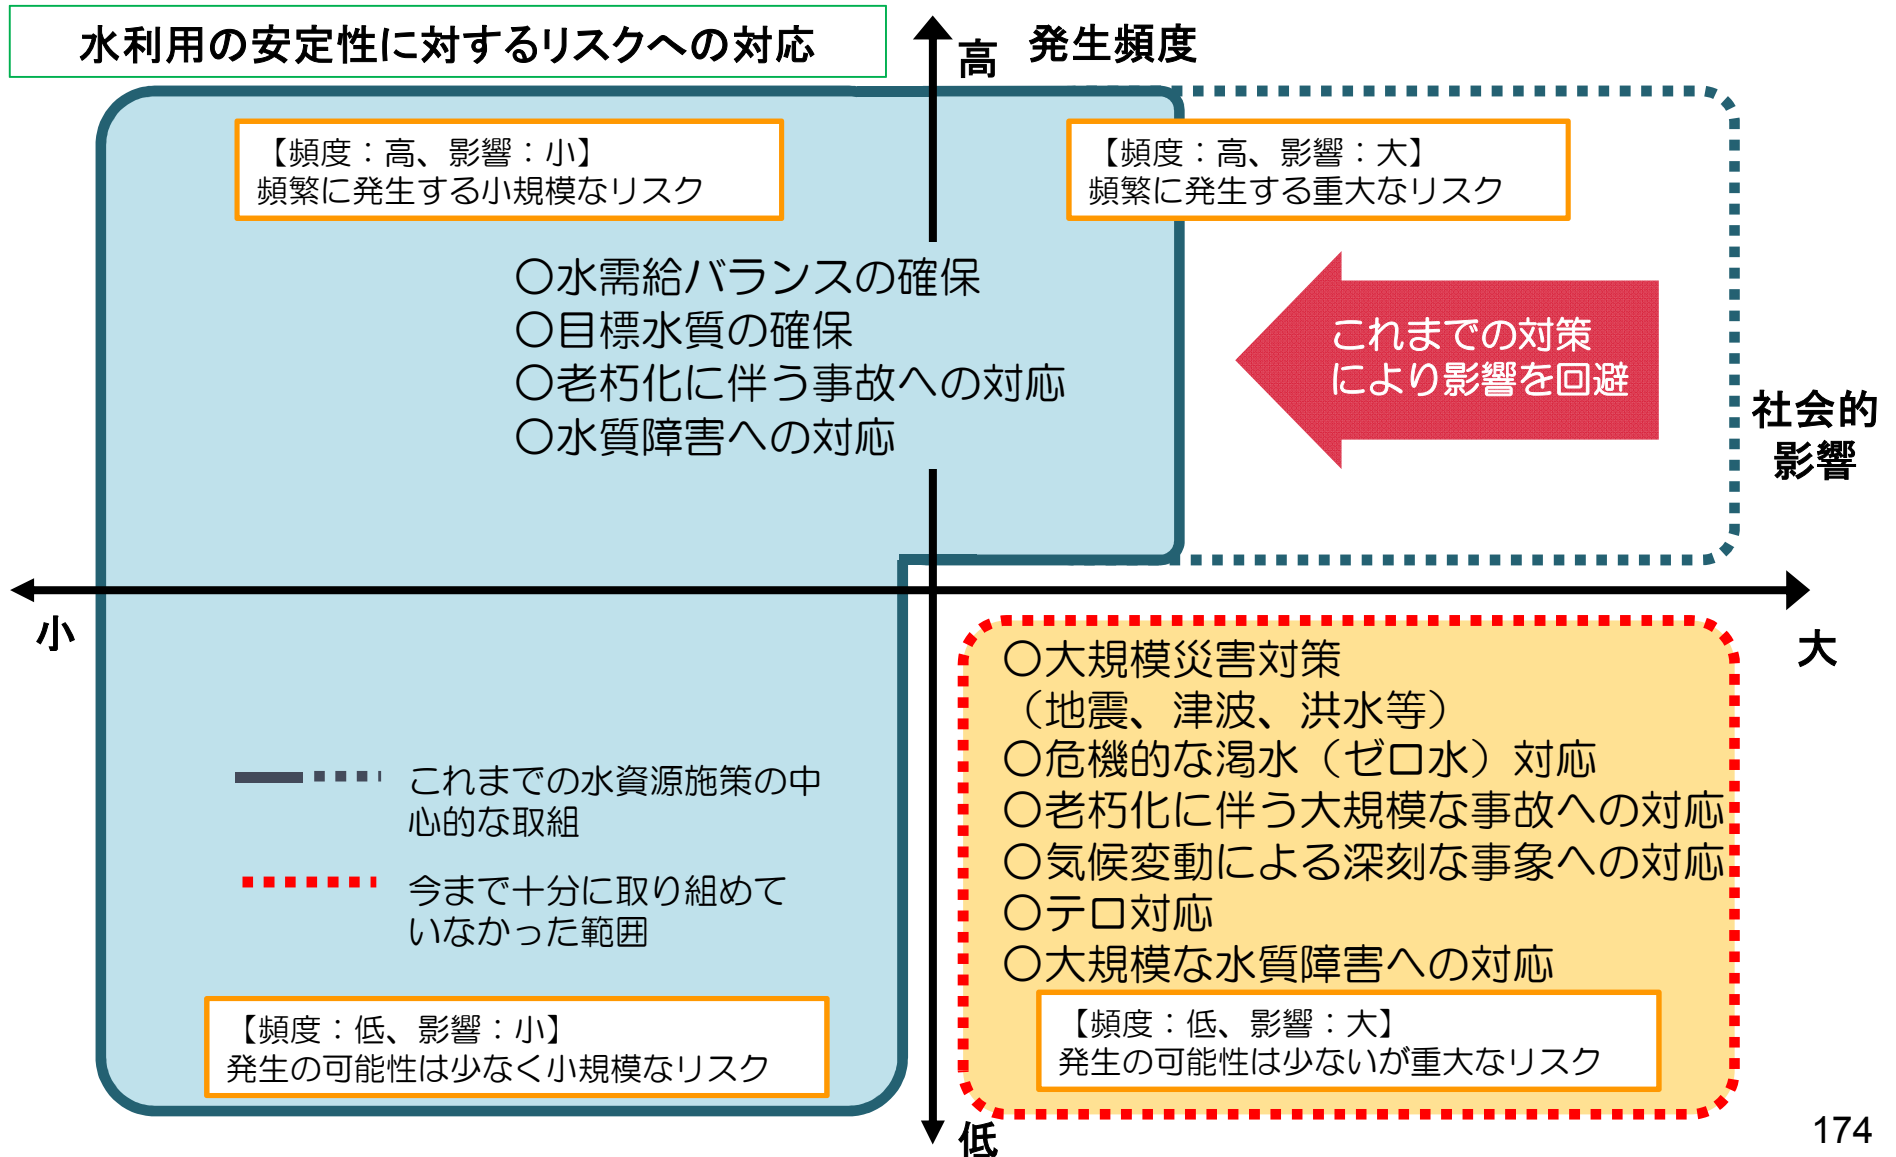 水利用の安定性に対するリスクへの対応
高
発生頻度
【頻度：高、影響：小】
頻繁に発生する小規模なリスク
【頻度：高、影響：大】
頻繁に発生する重大なリスク
〇水需給バランスの確保
〇目標水質の確保
〇老朽化に伴う事故への対応
〇水質障害への対応
これまでの対策
により影響を回避
社会的
影響
小
大
〇大規模災害対策
（地震、津波、洪水等）
〇危機的な渇水（ゼロ水）対応
〇老朽化に伴う大規模な事故への対応
〇気候変動による深刻な事象への対応
〇テロ対応
〇大規模な水質障害への対応
これまでの水資源施策の中
心的な取組
今まで十分に取り組めて
いなかった範囲
【頻度：低、影響：小】
発生の可能性は少なく小規模なリスク
【頻度：低、影響：大】
発生の可能性は少ないが重大なリスク
低
174